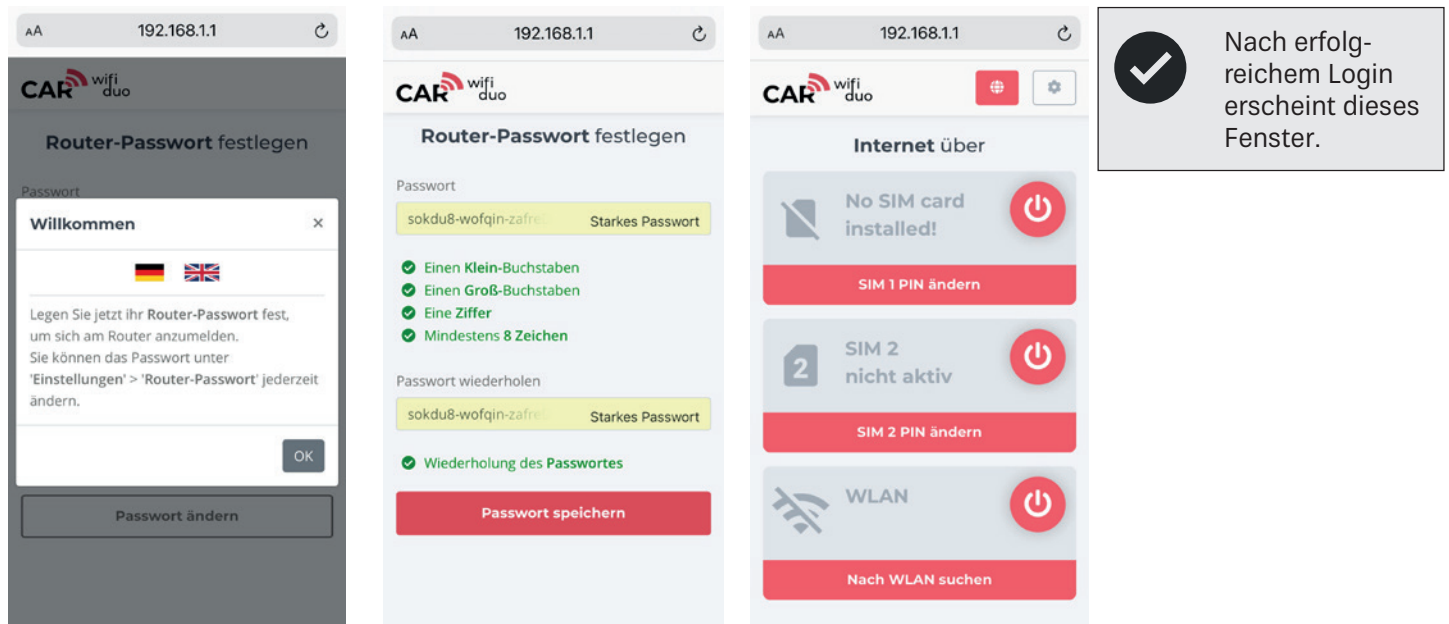 AA 192.168.1.1
CAR wifi duo
Router-Passwort festlegen
Passwort
Willkommen ×
Legen Sie jetzt ihr Router-Passwort fest,
um sich am Router anzumelden.
Sie können das Passwort unter
'Einstellungen' > 'Router-Passwort' jederzeit
ändern.
OK
Passwort ändern
AA 192.168.1.1
CAR wifi duo
Router-Passwort festlegen
Passwort
sokdu8-wofqin-zafre Starkes Passwort
Einen Klein-Buchstaben
Einen Groß-Buchstaben
Eine Ziffer
Mindestens 8 Zeichen
Passwort wiederholen
sokdu8-wofqin-zafre Starkes Passwort
Wiederholung des Passwortes
Passwort speichern
AA 192.168.1.1
CAR wifi duo
Internet über
No SIM card
installed!
SIM 1 PIN ändern
2
SIM 2
nicht aktiv
SIM 2 PIN ändern
WLAN
Nach WLAN suchen
Nach erfolg-
reichem Login
erscheint dieses
Fenster.